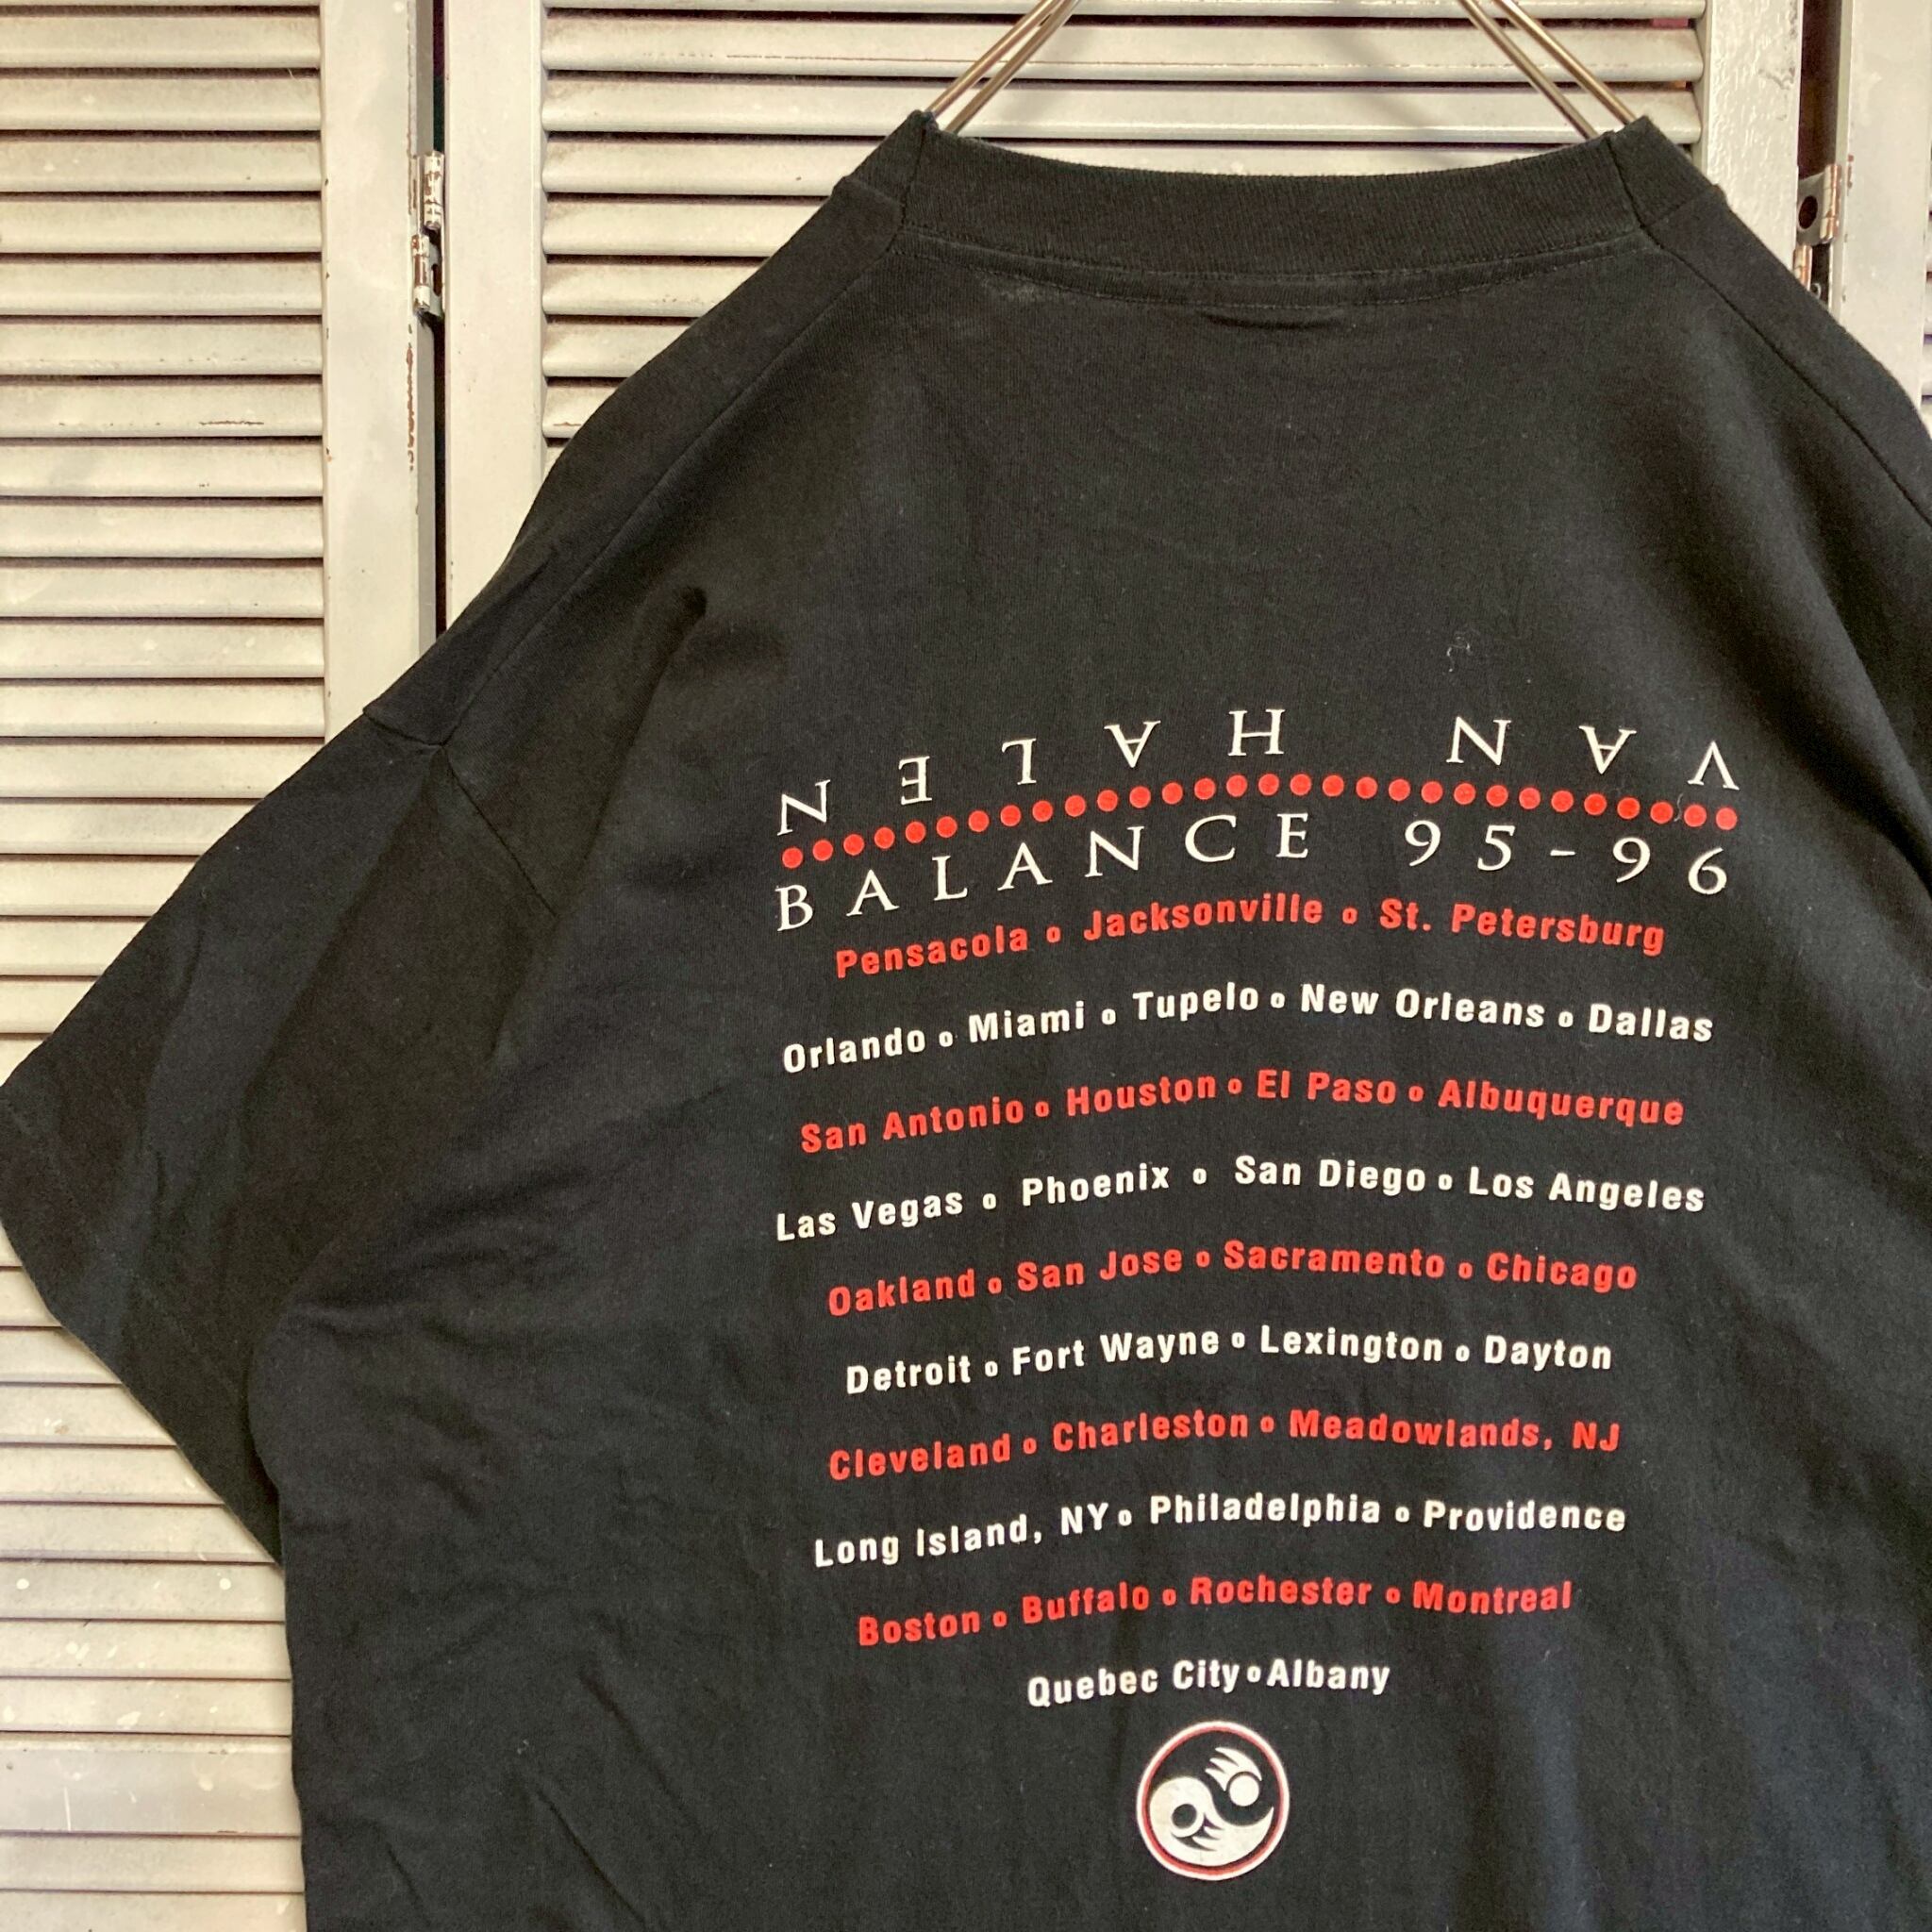 VAN HALEN
BALANCE 95-96
Pensacola o Jacksonville o St. Petersburg
Orlando o Miami o Tupelo o New Orleans o Dallas
San Antonio o Houston o El Paso o Albuquerque
Las Vegas o Phoenix o San Diego o Los Angeles
Oakland o San Jose o Sacramento o Chicago
Detroit o Fort Wayne o Lexington o Dayton
Cleveland o Charleston o Meadowlands, NJ
Long Island, NY o Philadelphia o Providence
Boston o Buffalo o Rochester o Montreal
Quebec City o Albany